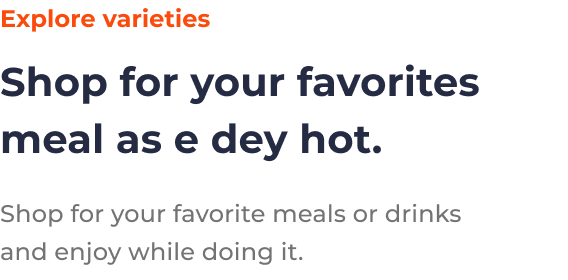 Explore varieties
Shop for your favorites
meal as e dey hot.
Shop for your favorite meals or drinks
and enjoy while doing it.